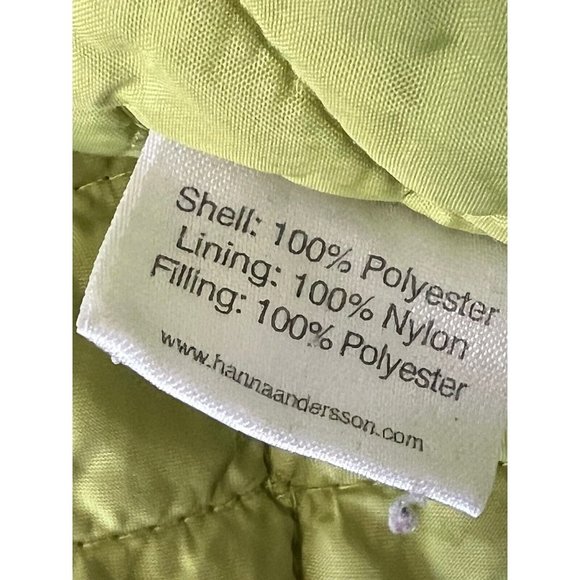 Shell: 100% Polyester
Lining: 100% Nylon
Filling: 100% Polyester
www.hannaandersson.com